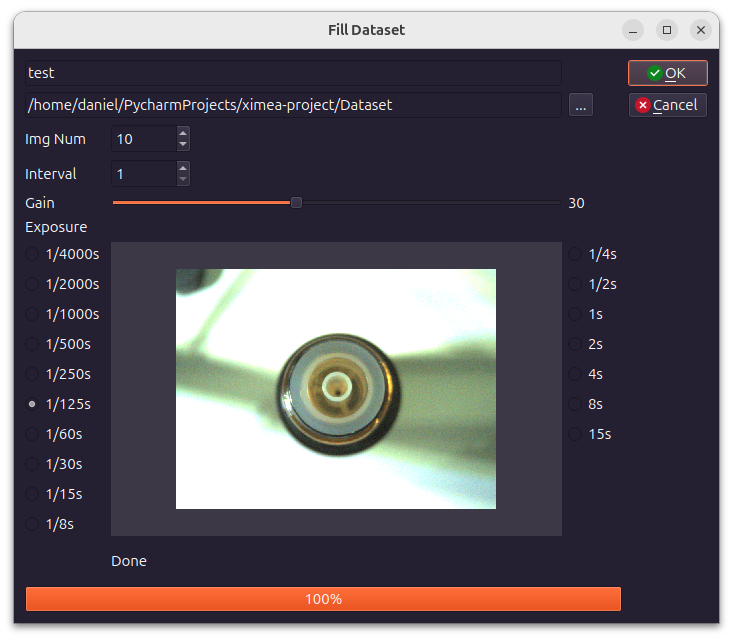 Fill Dataset
test
OK
/home/daniel/PycharmProjects/ximea-project/Dataset
...
Cancel
Img Num
10
Interval
1
Gain
30
Exposure
1/4000s
1/2000s
1/1000s
1/500s
1/250s
1/125s
1/60s
1/30s
1/15s
1/8s
1/4s
1/2s
1s
2s
4s
8s
15s
Done
100%